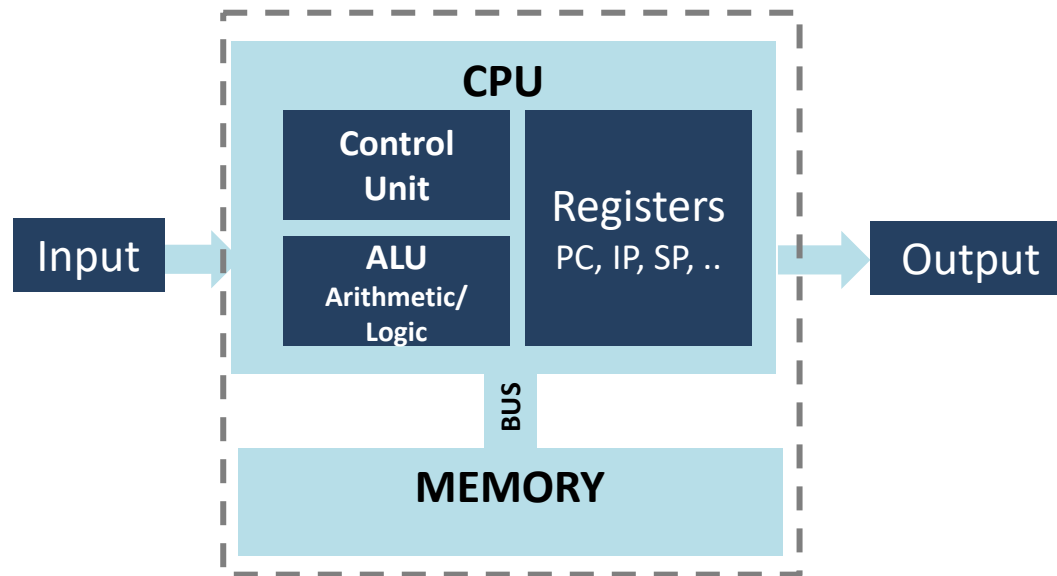 CPU
Control
Unit
Registers
PC, IP, SP, ..
ALU
Arithmetic/
Logic
Input
Output
BUS
MEMORY